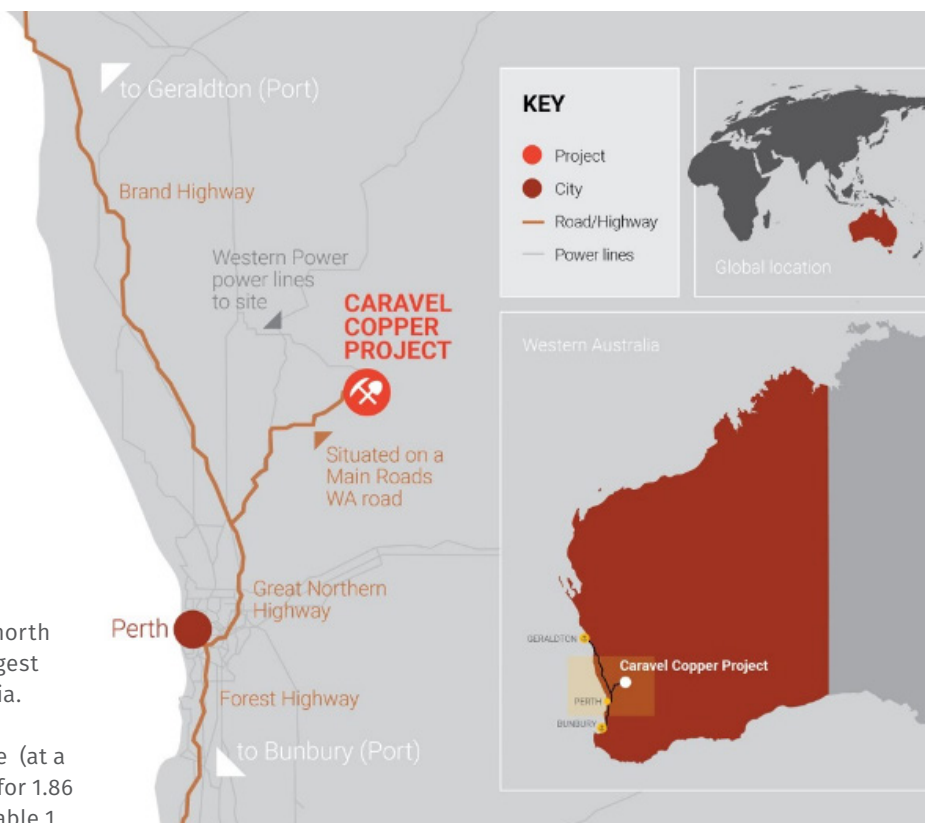 to Geraldton (Port)
Brand Highway
Western Power
power lines
to site
CARAVEL
COPPER
PROJECT
Situated on a
Main Roads
WA road
Great Northern
Highway
Perth
Forest Highway
to Bunbury (Port)
KEY
Project
City
Road/Highway
Power lines
Global location
Western Australia
GERALDTON
Caravel Copper Project
PERTH
BUNBURY
north
gest
ia.
e (at a
for 1.86
able 1